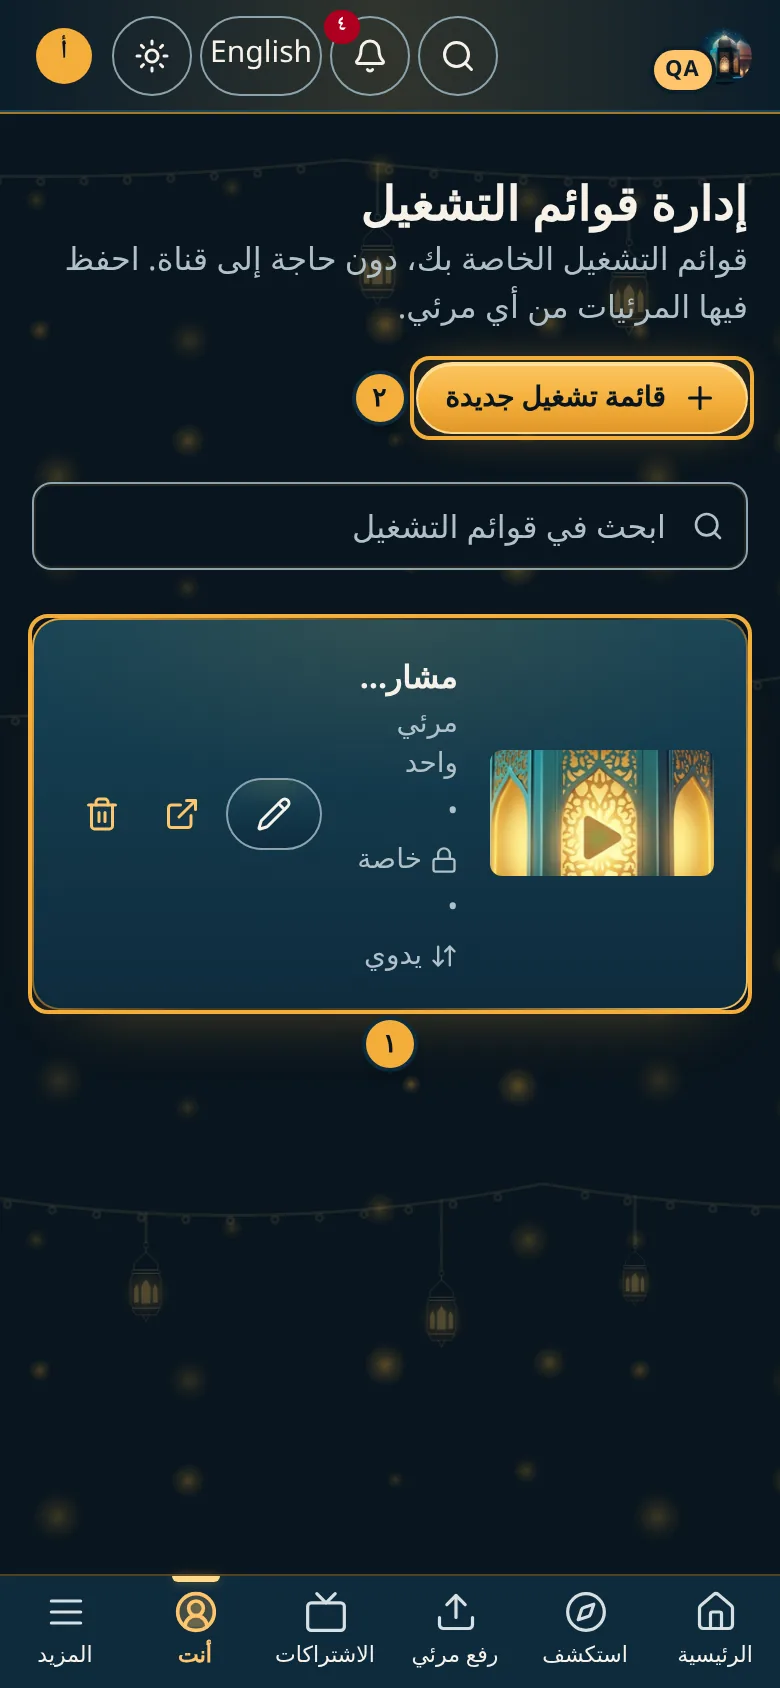 QA
٤
English
أ
إدارة قوائم التشغيل
قوائم التشغيل الخاصة بك، دون حاجة إلى قناة. احفظ
فيها المرئيات من أي مرئي.
قائمة تشغيل جديدة
٢
ابحث في قوائم التشغيل
مشار...
مرئي
واحد
•
خاصة
•
يدوي
١
الرئيسية
استكشف
رفع مرئي
الاشتراكات
أنت
المزيد